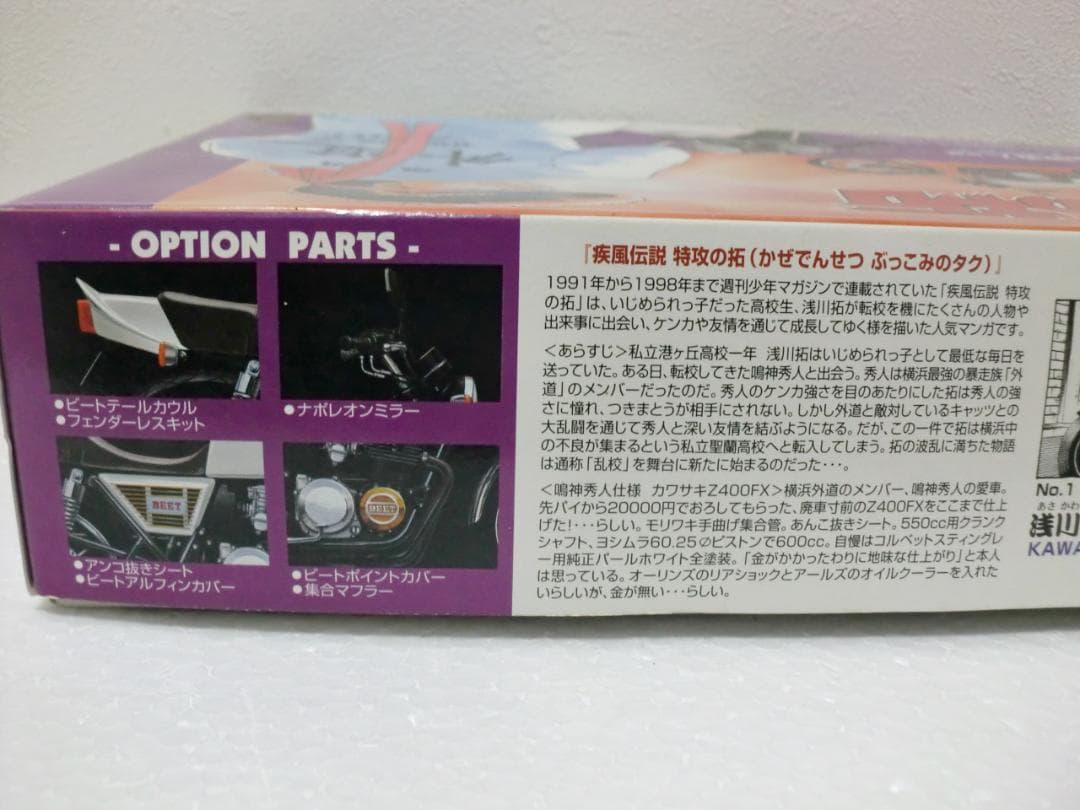 - OPTION PARTS -
●ビートテールカウル
●フェンダーレスキット
●ナポレオンミラー
BEET
BEET
●アンコ抜きシート
●ビートアルフィンカバー
●ビートポイントカバー
●集合マフラー
『疾風伝説 特攻の拓(かぜでんせつ ぶっこみのタク)』
1991年から1998年まで週刊少年マガジンで連載されていた「疾風伝説 特攻
の拓」は、いじめられっ子だった高校生、浅川拓が転校を機にたくさんの人物や
出来事に出会い、ケンカや友情を通じて成長してゆく様を描いた人気マンガです。
<あらすじ>私立港ヶ丘高校一年 浅川拓はいじめられっ子として最低な毎日を
送っていた。ある日、転校してきた鳴神秀人と出会う。秀人は横浜最強の暴走族「外
道」のメンバーだったのだ。秀人のケンカ強さを目のあたりにした拓は秀人の強
さに憧れ、つきまとうが相手にされない。しかし外道と敵対しているキャッツとの
大乱闘を通じて秀人と深い友情を結ぶようになる。だが、この一件で拓は横浜中
の不良が集まるという私立聖蘭高校へと転入してしまう。拓の波乱に満ちた物語
は通称「乱校」を舞台に新たに始まるのだった・・・。
<鳴神秀人仕様 カワサキZ400FX>横浜外道のメンバー、鳴神秀人の愛車。
先パイから20000円でおろしてもらった、廃車寸前のZ400FXをここまで仕上
げた!・・・らしい。モリワキ手曲げ集合管。あんこ抜きシート。550cc用クランク
シャフト、ヨシムラ60.25φピストンで600cc。自慢はコルベットスティングレ
ー用純正パールホワイト全塗装。「金がかかったわりに地味な仕上がり」と本人
は思っている。オーリンズのリアショックとアールズのオイルクーラーを入れた
いらしいが、金が無い・・・らしい。
No.1
あさ かわ
浅川
KAWA